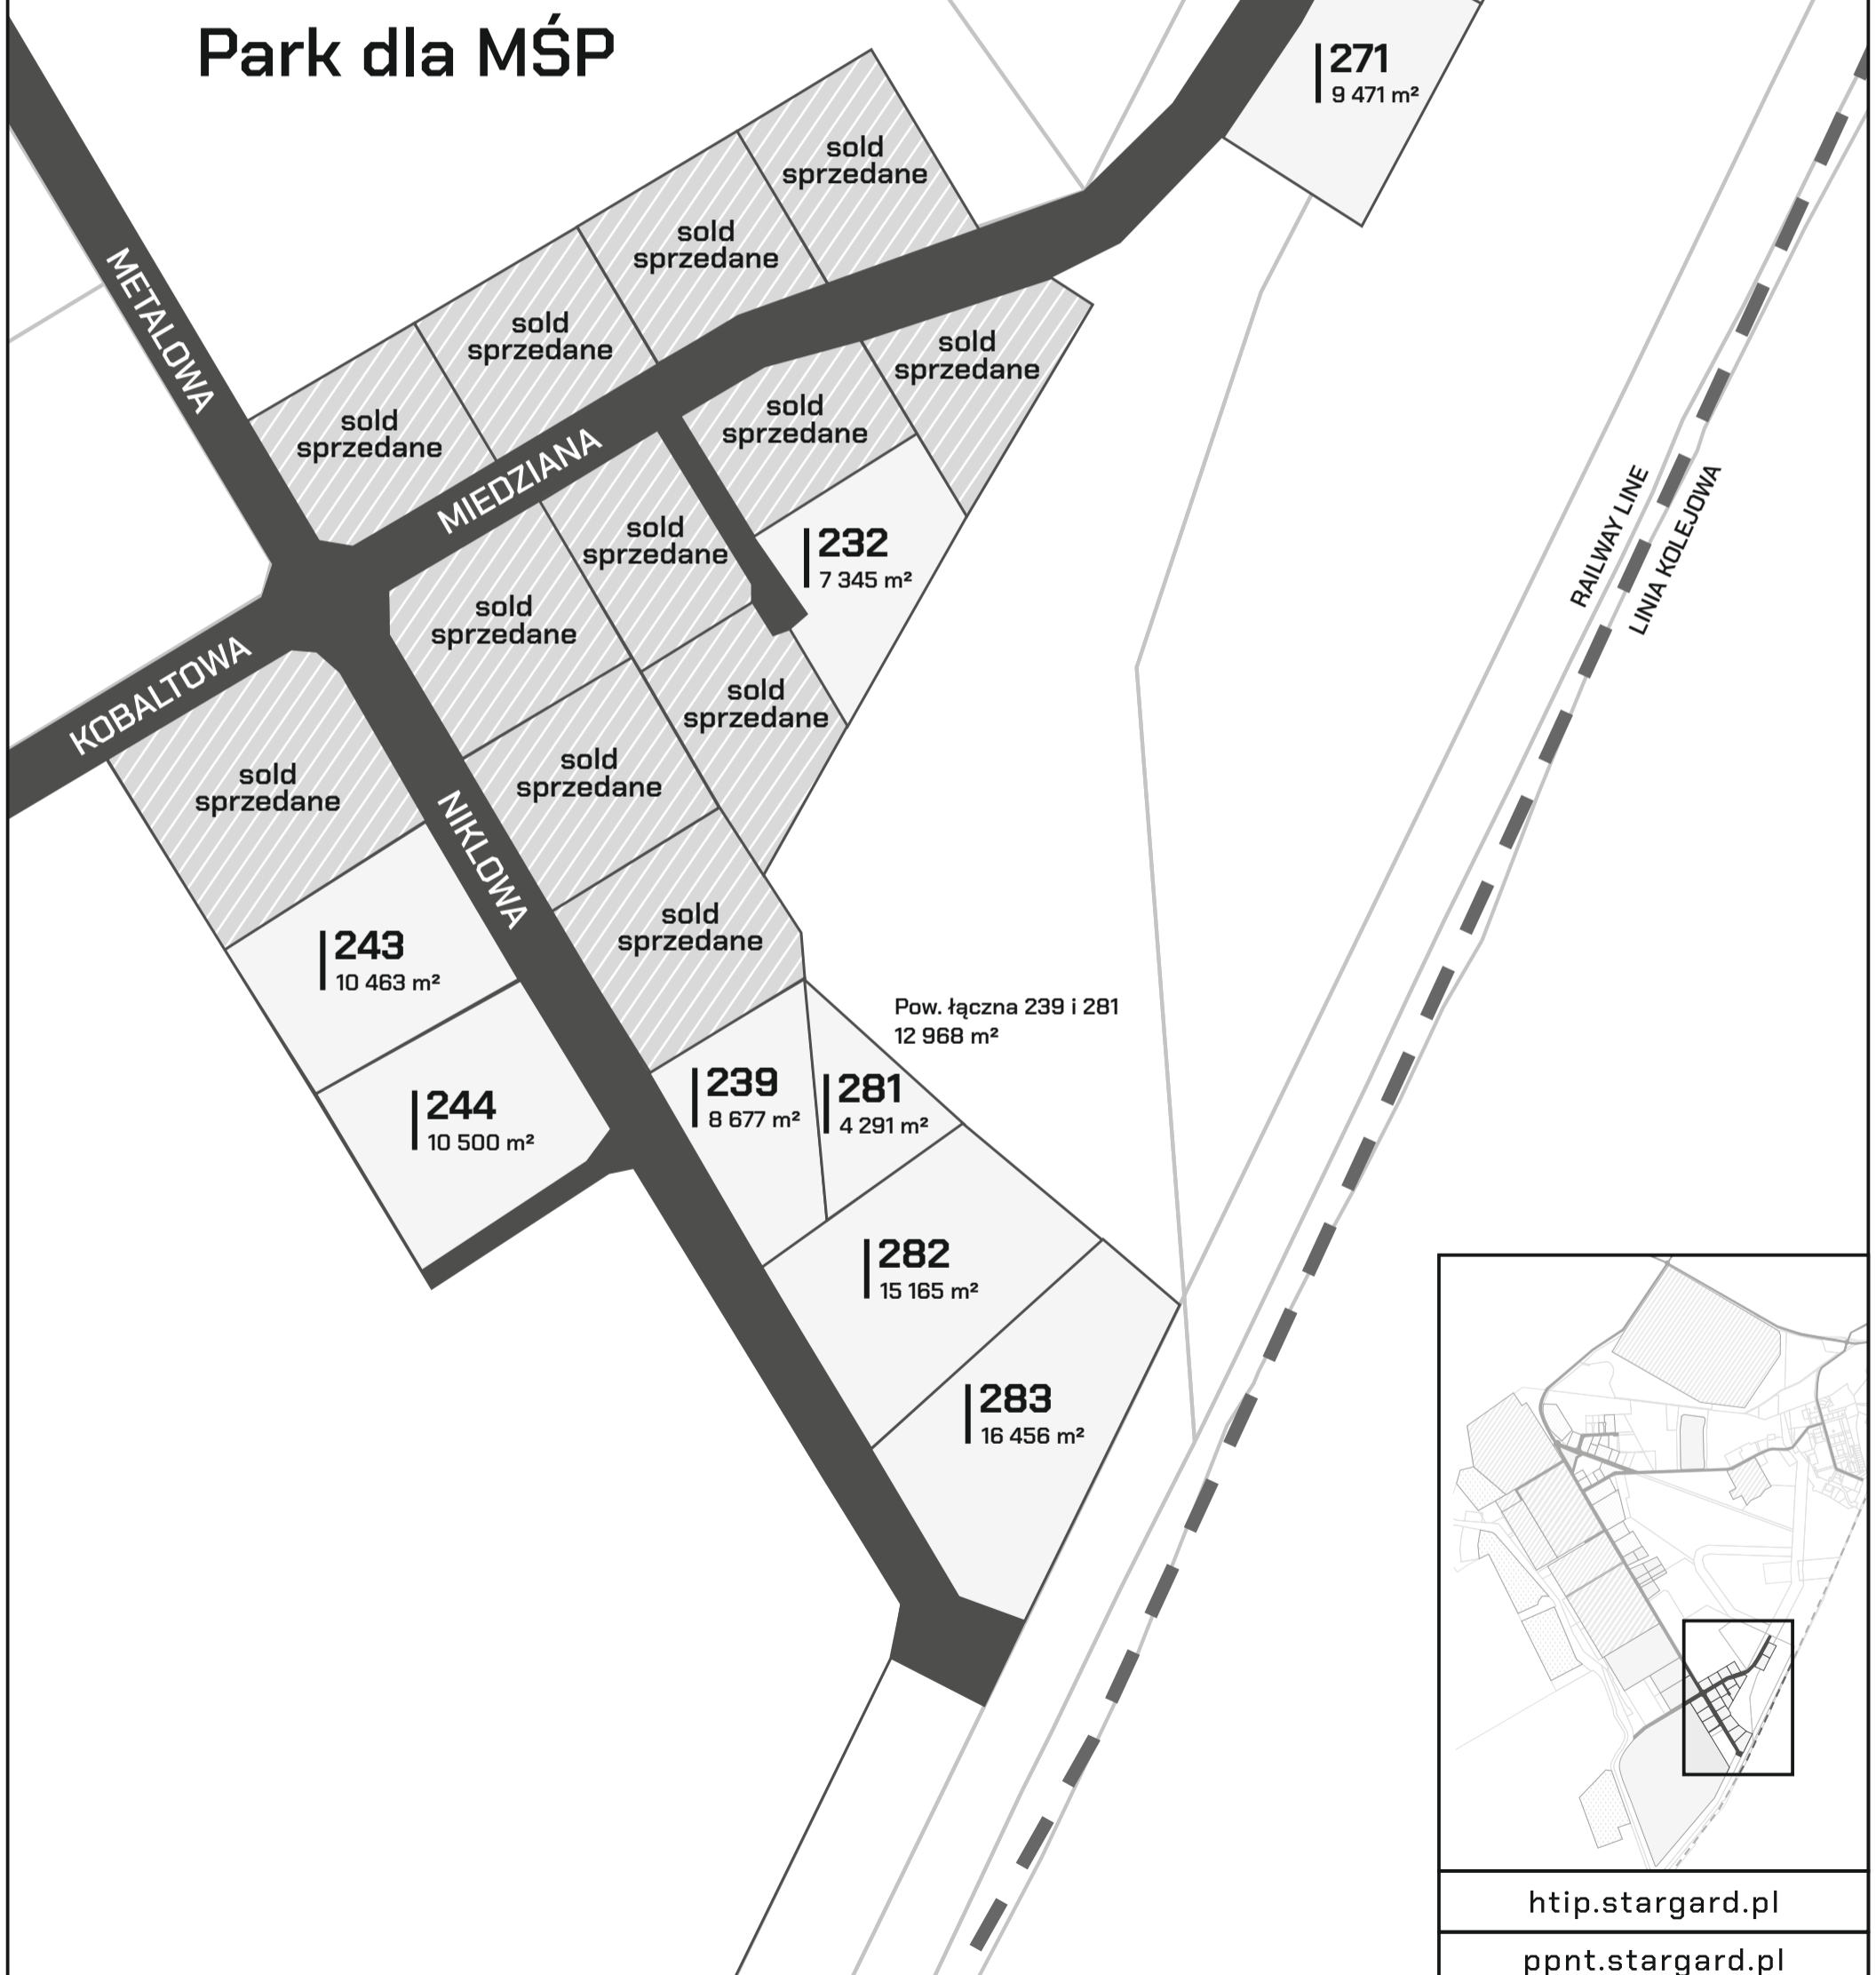 Park dla MŚP
271
9 471 m²
sold
sprzedane
sold
sprzedane
sold
sprzedane
sold
sprzedane
sold
sprzedane
sold
sprzedane
METALOWA
MIEDZIANA
KOBALTOWA
NIKLOWA
sold
sprzedane
232
7 345 m²
sold
sprzedane
sold
sprzedane
sold
sprzedane
sold
sprzedane
sold
sprzedane
243
10 463 m²
244
10 500 m²
Pow. łączna 239 i 281
12 968 m²
239
8 677 m²
281
4 291 m²
282
15 165 m²
283
16 456 m²
RAILWAY LINE
LINIA KOLEJOWA
htip.stargard.pl
ppnt.stargard.pl